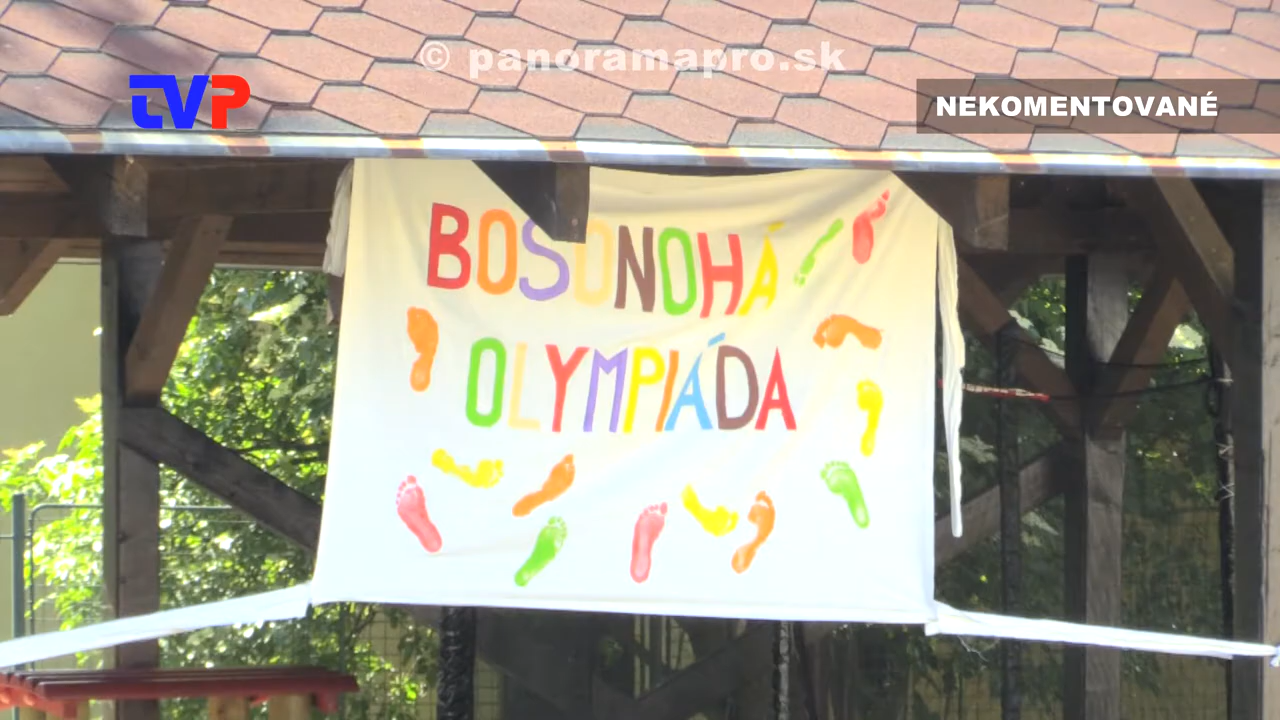 © panoramapro.sk
TVP
NEKOMENTOVANÉ
BOSONOHÁ
OLYMPIÁDA